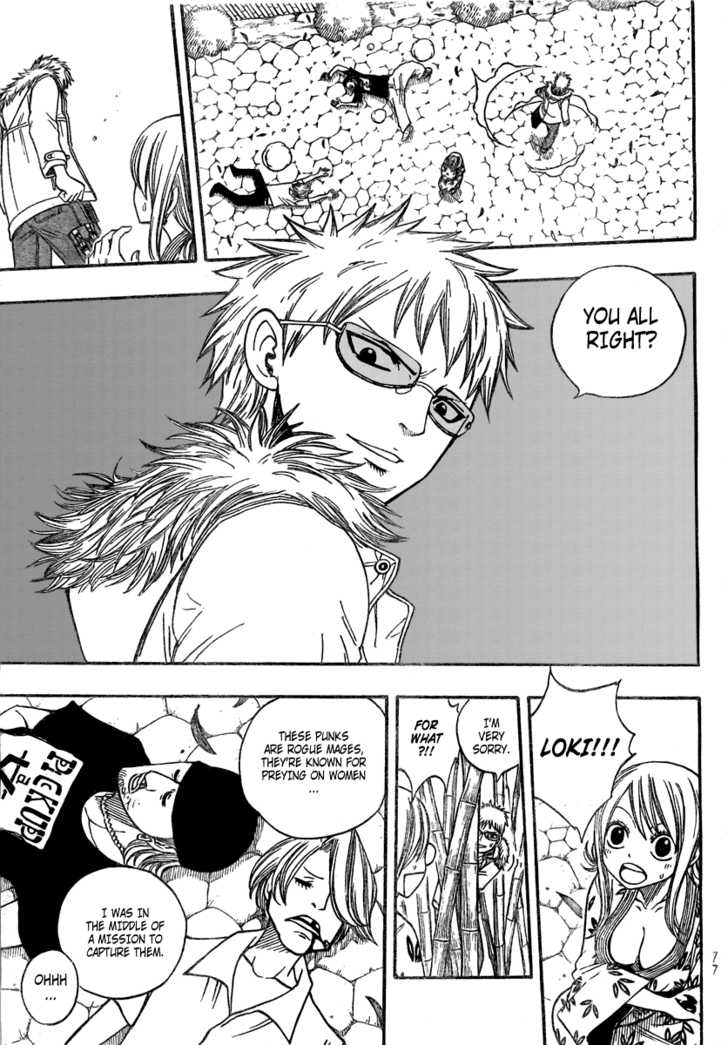 YOU ALL
RIGHT?
LOKI!!!
I'M
VERY
SORRY.
FOR
WHAT
?!!
THESE PUNKS
ARE ROGUE MAGES,
THEY'RE KNOWN FOR
PREYING ON WOMEN
...
I WAS IN
THE MIDDLE OF
A MISSION TO
CAPTURE THEM.
OHHH
...
PICKUP
77